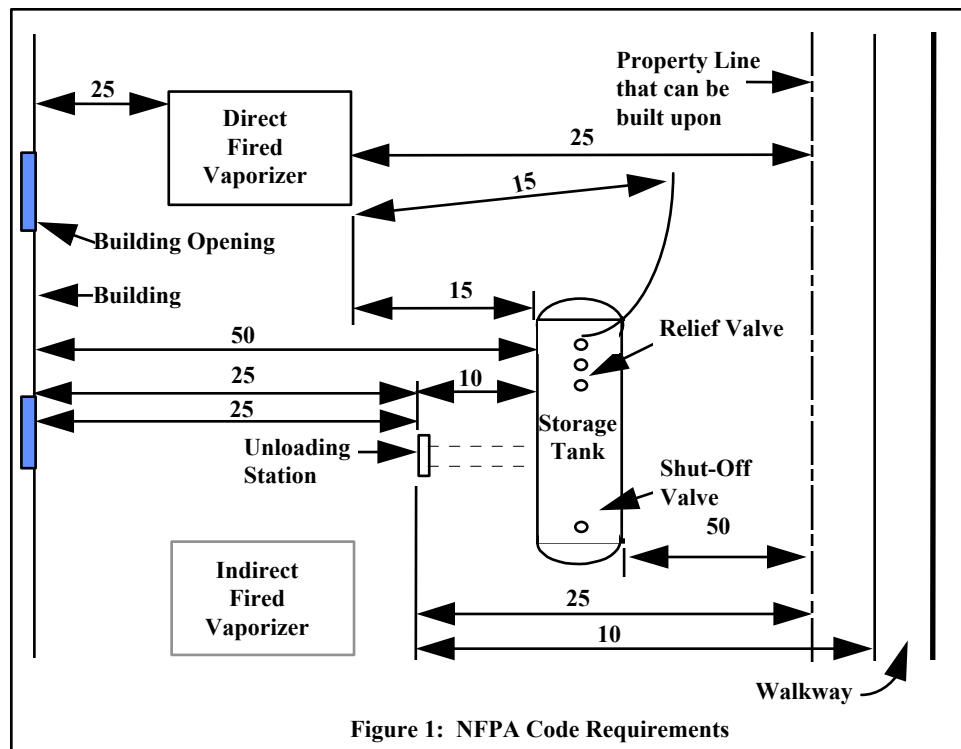 Property Line
that can be
built upon
25
Direct
Fired
Vaporizer
25
15
Building Opening
Building
15
50
Relief Valve
25
10
25
Storage
Tank
Unloading
Station
Shut-Off
Valve
50
Indirect
Fired
Vaporizer
25
10
Walkway
Figure 1: NFPA Code Requirements